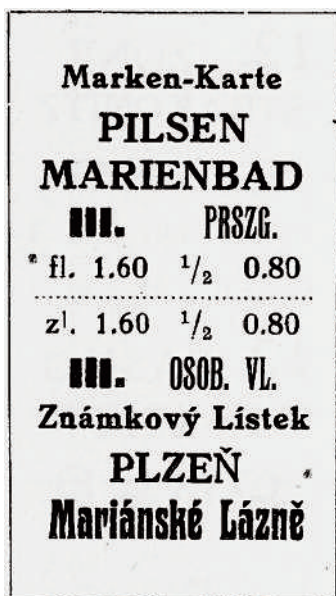 Marken-Karte
PILSEN
MARIENBAD
III. PRSZG.
fl. 1.60 1/2 0.80
zl. 1.60 1/2 0.80
III. OSOB. VL.
Známkový Lístek
PLZEŇ
Mariánské Lázně